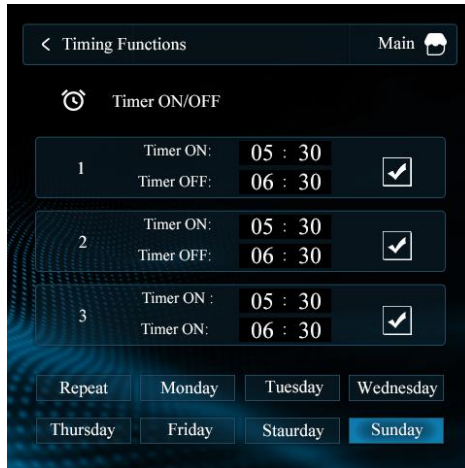 < Timing Functions Main
Timer ON/OFF
1
Timer ON: 05 : 30
Timer OFF: 06 : 30
2
Timer ON: 05 : 30
Timer OFF: 06 : 30
3
Timer ON : 05 : 30
Timer ON: 06 : 30
Repeat Monday Tuesday Wednesday
Thursday Friday Staurday Sunday